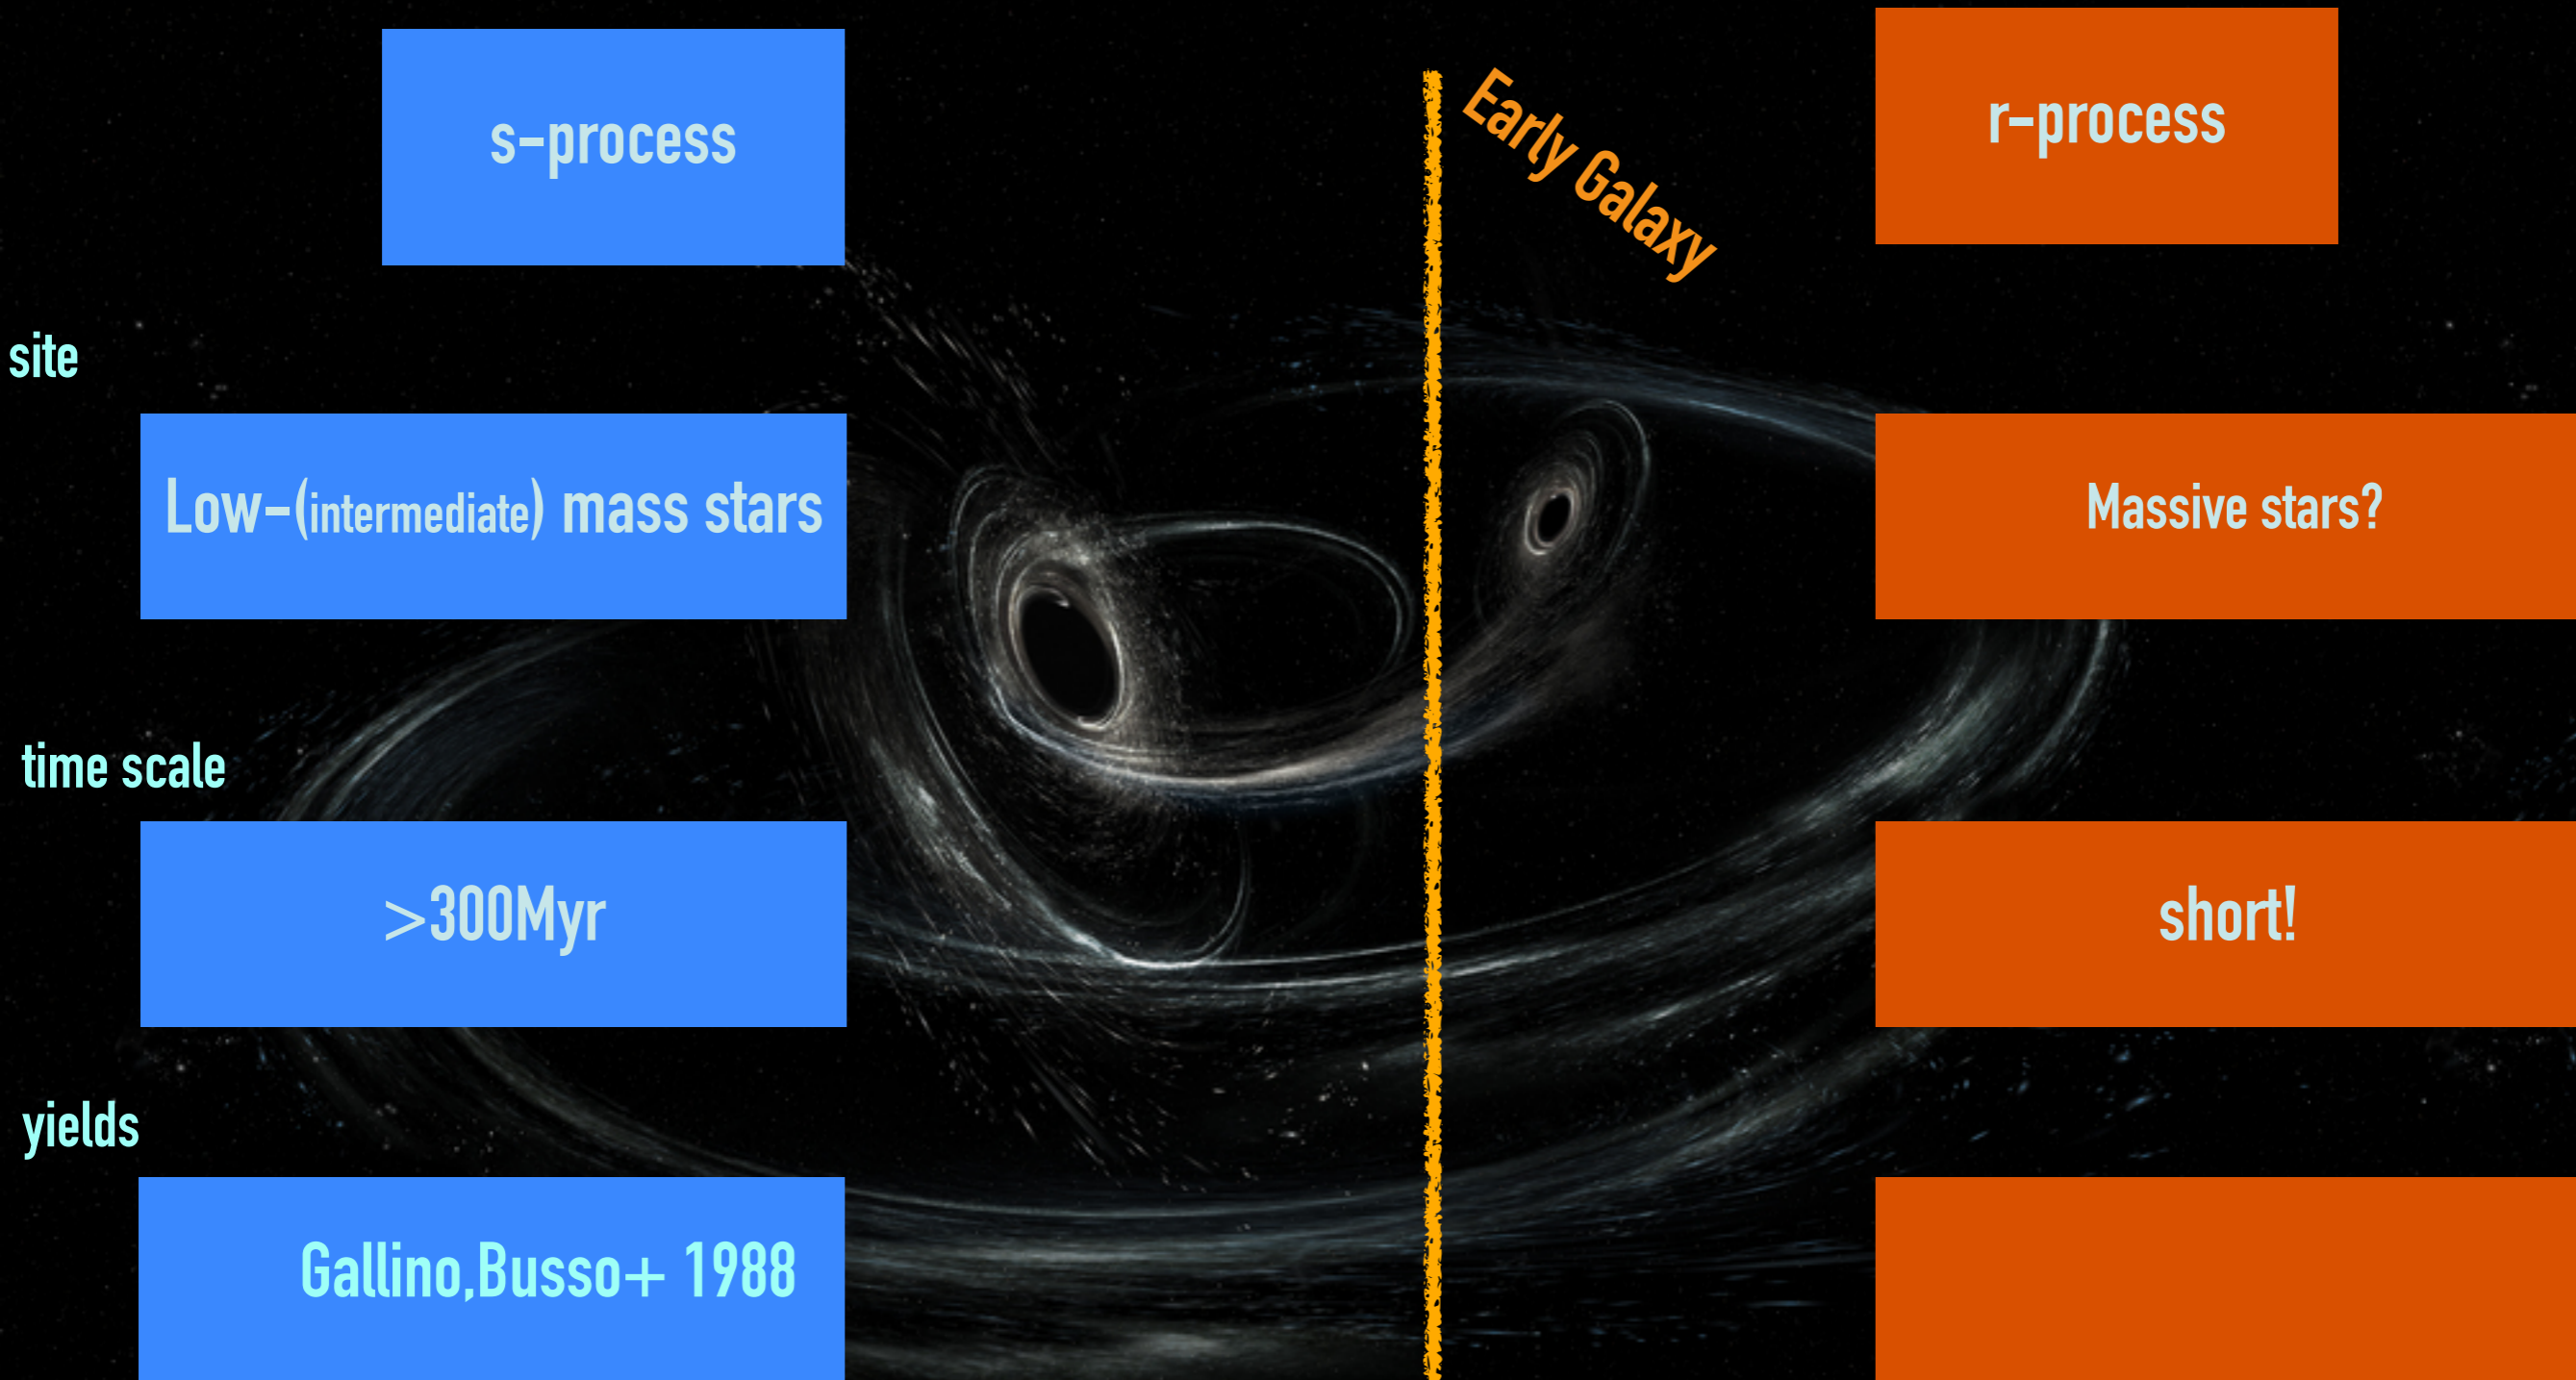 s-process
Early Galaxy
r-process
site
Low-(intermediate) mass stars
Massive stars?
time scale
>300Myr
short!
yields
Gallino,Busso+ 1988